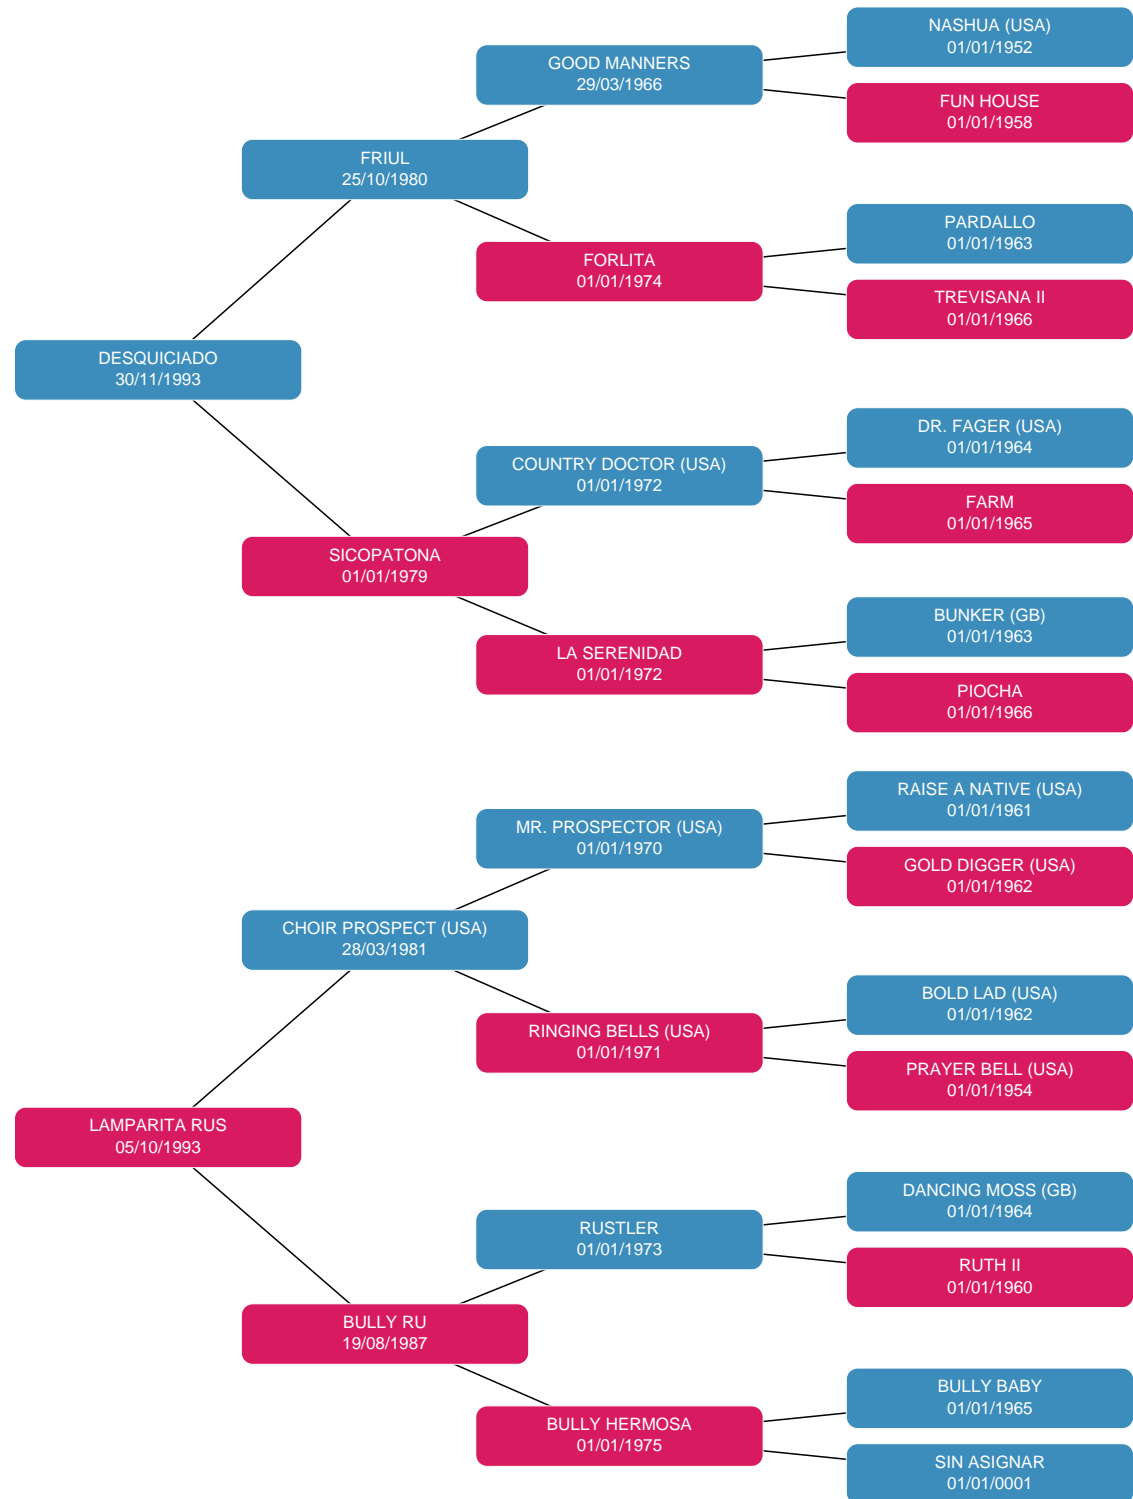 NASHUA (USA)
01/01/1952
GOOD MANNERS
29/03/1966
FUN HOUSE
01/01/1958
FRIUL
25/10/1980
PARDALLO
01/01/1963
FORLITA
01/01/1974
TREVISANA II
01/01/1966
DESQUICIADO
30/11/1993
DR. FAGER (USA)
01/01/1964
COUNTRY DOCTOR (USA)
01/01/1972
FARM
01/01/1965
SICOPATONA
01/01/1979
BUNKER (GB)
01/01/1963
LA SERENIDAD
01/01/1972
PIOCHA
01/01/1966
RAISE A NATIVE (USA)
01/01/1961
MR. PROSPECTOR (USA)
01/01/1970
GOLD DIGGER (USA)
01/01/1962
CHOIR PROSPECT (USA)
28/03/1981
BOLD LAD (USA)
01/01/1962
RINGING BELLS (USA)
01/01/1971
PRAYER BELL (USA)
01/01/1954
LAMPARITA RUS
05/10/1993
DANCING MOSS (GB)
01/01/1964
RUSTLER
01/01/1973
RUTH II
01/01/1960
BULLY RU
19/08/1987
BULLY BABY
01/01/1965
BULLY HERMOSA
01/01/1975
SIN ASIGNAR
01/01/0001